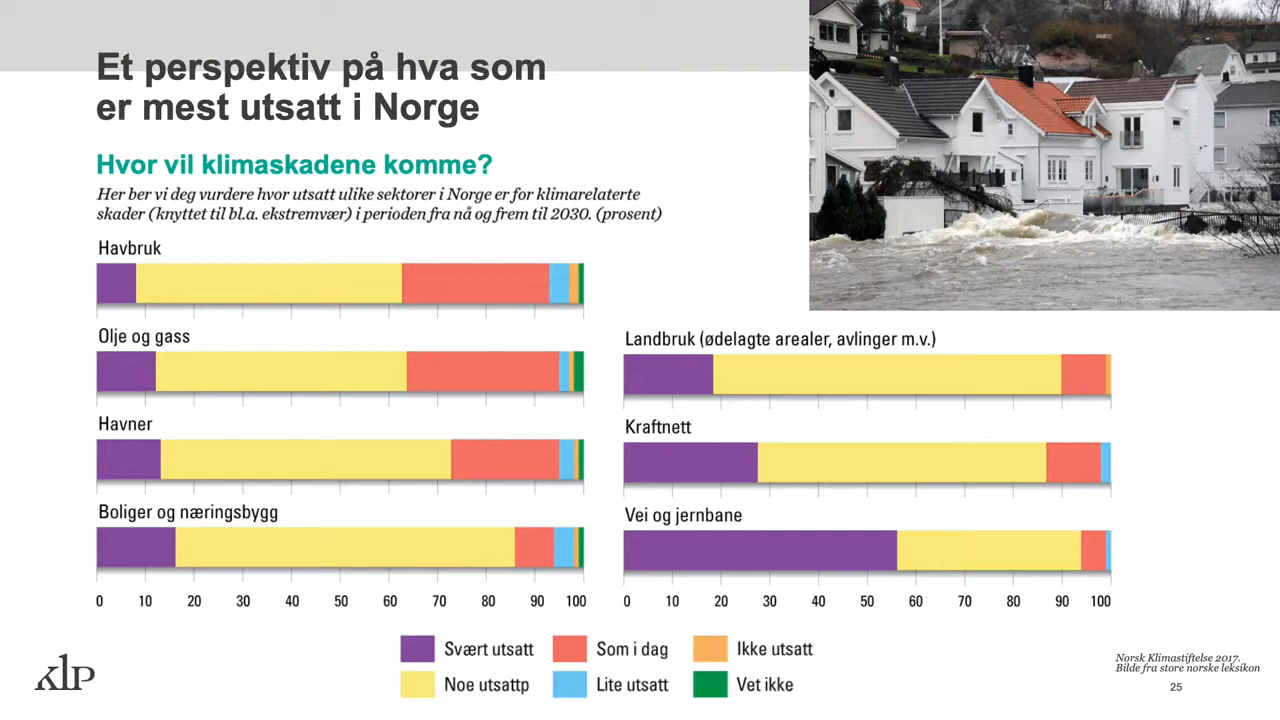 Et perspektiv på hva som
er mest utsatt i Norge
Hvor vil klimaskadene komme?
Her ber vi deg vurdere hvor utsatt ulike sektorer i Norge er for klimarelaterte
skader (knyttet til bl.a. ekstremvær) i perioden fra nå og frem til 2030. (prosent)
Havbruk
Olje og gass
Havner
Boliger og næringsbygg
0 10 20 30 40 50 60 70 80 90 100
Landbruk (ødelagte arealer, avlinger m.v.)
Kraftnett
Vei og jernbane
0 10 20 30 40 50 60 70 80 90 100
Svært utsatt Som i dag Ikke utsatt
Noe utsattp Lite utsatt Vet ikke
KLP
Norsk Klimastiftelse 2017.
Bilde fra store norske leksikon
25